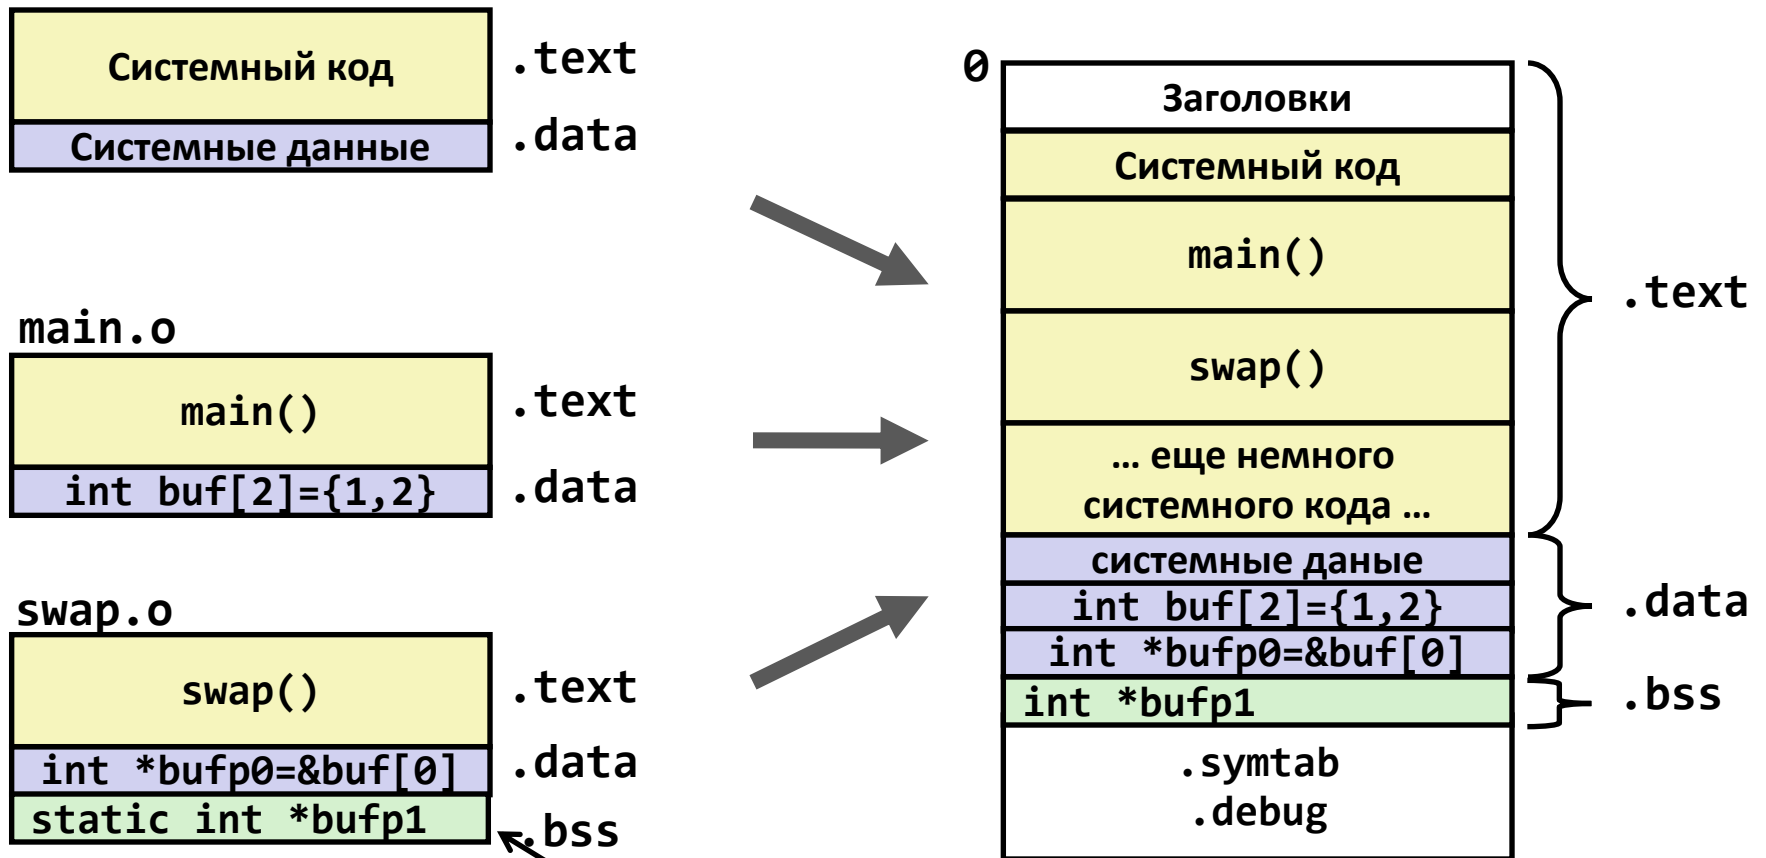 Системный код
.text
Системные данные
.data
main.o
main()
.text
int buf[2]={1,2}
.data
swap.o
swap()
.text
int *bufp0=&buf[0]
.data
static int *bufp1
.bss
0
Заголовки
Системный код
main()
swap()
… еще немного
системного кода …
.text
системные даные
int buf[2]={1,2}
int *bufp0=&buf[0]
.data
int *bufp1
.bss
.symtab
.debug